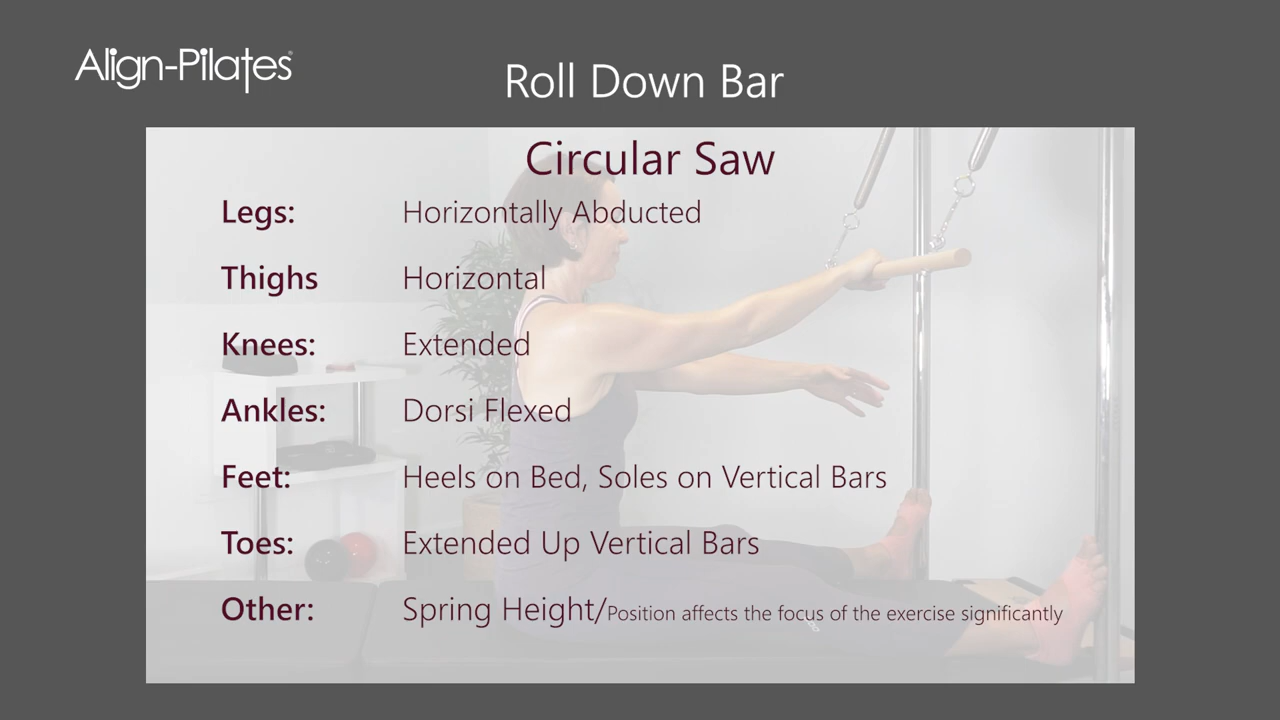 Align-Pilates®
Roll Down Bar
Circular Saw
Legs: Horizontally Abducted
Thighs Horizontal
Knees: Extended
Ankles: Dorsi Flexed
Feet: Heels on Bed, Soles on Vertical Bars
Toes: Extended Up Vertical Bars
Other: Spring Height/Position affects the focus of the exercise significantly